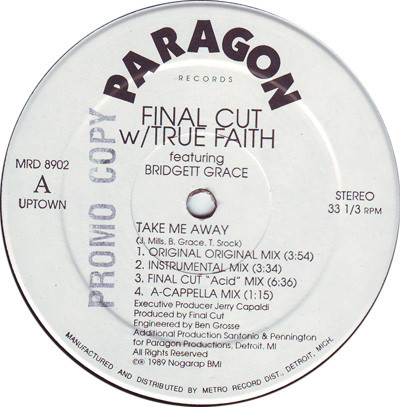 PARAGON
RECORDS
FINAL CUT
w/TRUE FAITH
featuring
BRIDGETT GRACE
MRD 8902
A
UPTOWN
PROMO COPY
STEREO
33 1/3 RPM
TAKE ME AWAY
(J. Mills, B. Grace, T. Srock)
1. ORIGINAL ORIGINAL MIX (3:54)
2. INSTRUMENTAL MIX (3:34)
3. FINAL CUT "Acid" MIX (6:36)
4. A-CAPPELLA MIX (1:15)
Executive Producer Jerry Capaldi
Produced by Final Cut
Engineered by Ben Grosse
Additional Production Santonio & Pennington
for Paragon Productions, Detroit, MI
All Rights Reserved
©℗ 1989 Nogarap BMI
MANUFACTURED AND DISTRIBUTED BY METRO RECORD DIST., DETROIT, MICH.